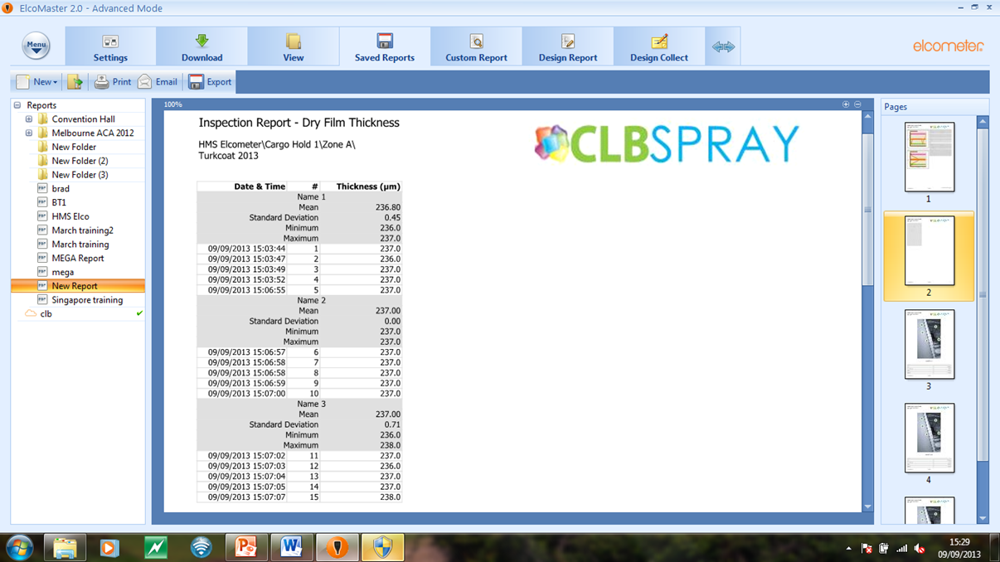 ElcoMaster 2.0 - Advanced Mode
Menu
Settings
Download
View
Saved Reports
Custom Report
Design Report
Design Collect
elcometer
New
Print
Email
Export
Reports
Convention Hall
Melbourne ACA 2012
New Folder
New Folder (2)
New Folder (3)
brad
BT1
HMS Elco
March training2
March training
MEGA Report
mega
New Report
Singapore training
clb
100%
Inspection Report - Dry Film Thickness
HMS Elcometer\Cargo Hold 1\Zone A\
Turkcoat 2013
CLBSPRAY
Date & Time # Thickness (µm)
Name 1
Mean 236.80
Standard Deviation 0.45
Minimum 236.0
Maximum 237.0
09/09/2013 15:03:44 1 237.0
09/09/2013 15:03:47 2 236.0
09/09/2013 15:03:49 3 237.0
09/09/2013 15:03:52 4 237.0
09/09/2013 15:06:55 5 237.0
Name 2
Mean 237.00
Standard Deviation 0.00
Minimum 237.0
Maximum 237.0
09/09/2013 15:06:57 6 237.0
09/09/2013 15:06:58 7 237.0
09/09/2013 15:06:58 8 237.0
09/09/2013 15:06:59 9 237.0
09/09/2013 15:07:00 10 237.0
Name 3
Mean 237.00
Standard Deviation 0.71
Minimum 236.0
Maximum 238.0
09/09/2013 15:07:02 11 237.0
09/09/2013 15:07:03 12 236.0
09/09/2013 15:07:04 13 237.0
09/09/2013 15:07:05 14 237.0
09/09/2013 15:07:07 15 238.0
Pages
1
2
3
4
15:29
09/09/2013